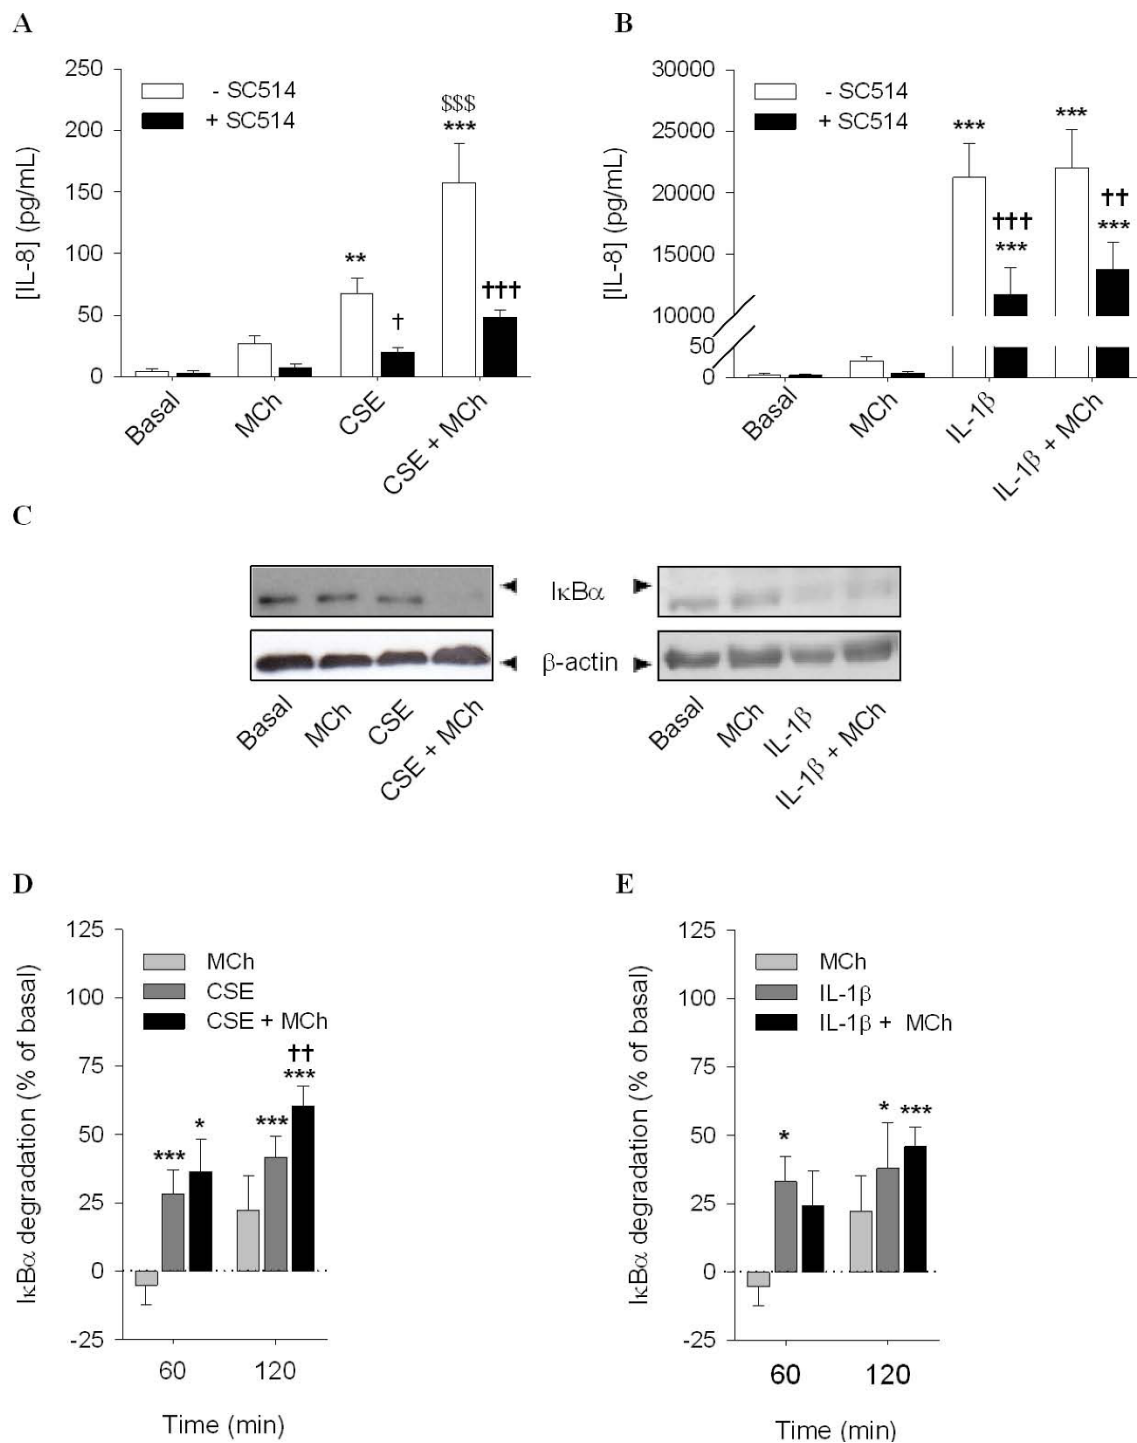 A
[IL-8] (pg/mL)
250
200
150
100
50
0
- SC514
+ SC514
**
†
$$$
***
†††
Basal
MCh
CSE
CSE + MCh
B
[IL-8] (pg/mL)
30000
25000
20000
15000
10000
50
0
- SC514
+ SC514
***
†††
***
***
††
***
Basal
MCh
IL-1β
IL-1β + MCh
C
IκBα
β-actin
Basal
MCh
CSE
CSE + MCh
Basal
MCh
IL-1β
IL-1β + MCh
D
IκBα degradation (% of basal)
125
100
75
50
25
0
-25
MCh
CSE
CSE + MCh
***
*
***
††
***
60
120
Time (min)
E
IκBα degradation (% of basal)
125
100
75
50
25
0
-25
MCh
IL-1β
IL-1β + MCh
*
*
***
60
120
Time (min)